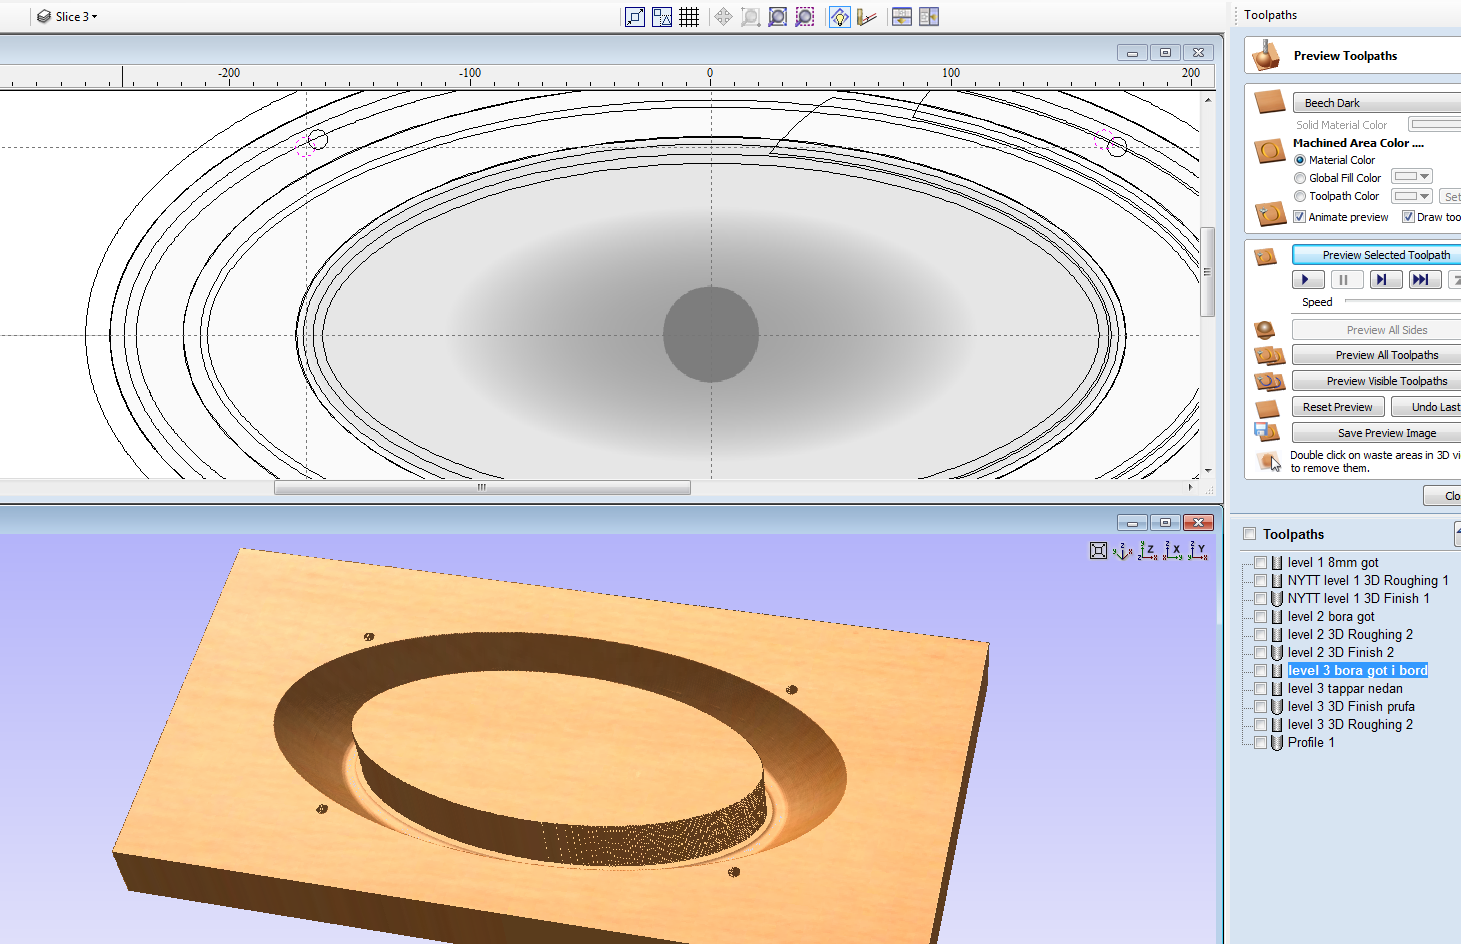 Slice 3
Toolpaths
-200
-100
0
100
200
Preview Toolpaths
Beech Dark
Solid Material Color
Machined Area Color ....
Material Color
Global Fill Color
Toolpath Color
Set
Animate preview
Draw too
Preview Selected Toolpath
Speed
Preview All Sides
Preview All Toolpaths
Preview Visible Toolpaths
Reset Preview
Undo Last
Save Preview Image
Double click on waste areas in 3D vi
to remove them.
Clo
Toolpaths
level 1 8mm got
NYTT level 1 3D Roughing 1
NYTT level 1 3D Finish 1
level 2 bora got
level 2 3D Roughing 2
level 2 3D Finish 2
level 3 bora got i bord
level 3 tappar nedan
level 3 3D Finish prufa
level 3 3D Roughing 2
Profile 1